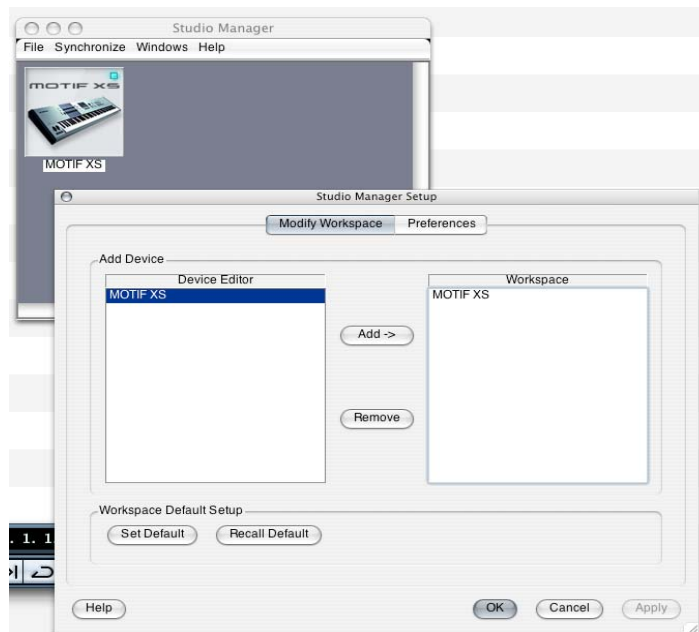 Studio Manager
File Synchronize Windows Help
MOTIF XS
MOTIF XS
Studio Manager Setup
Modify Workspace Preferences
Add Device
Device Editor Workspace
MOTIF XS MOTIF XS
Add ->
Remove
Workspace Default Setup
Set Default Recall Default
. 1. 1
Help OK Cancel Apply